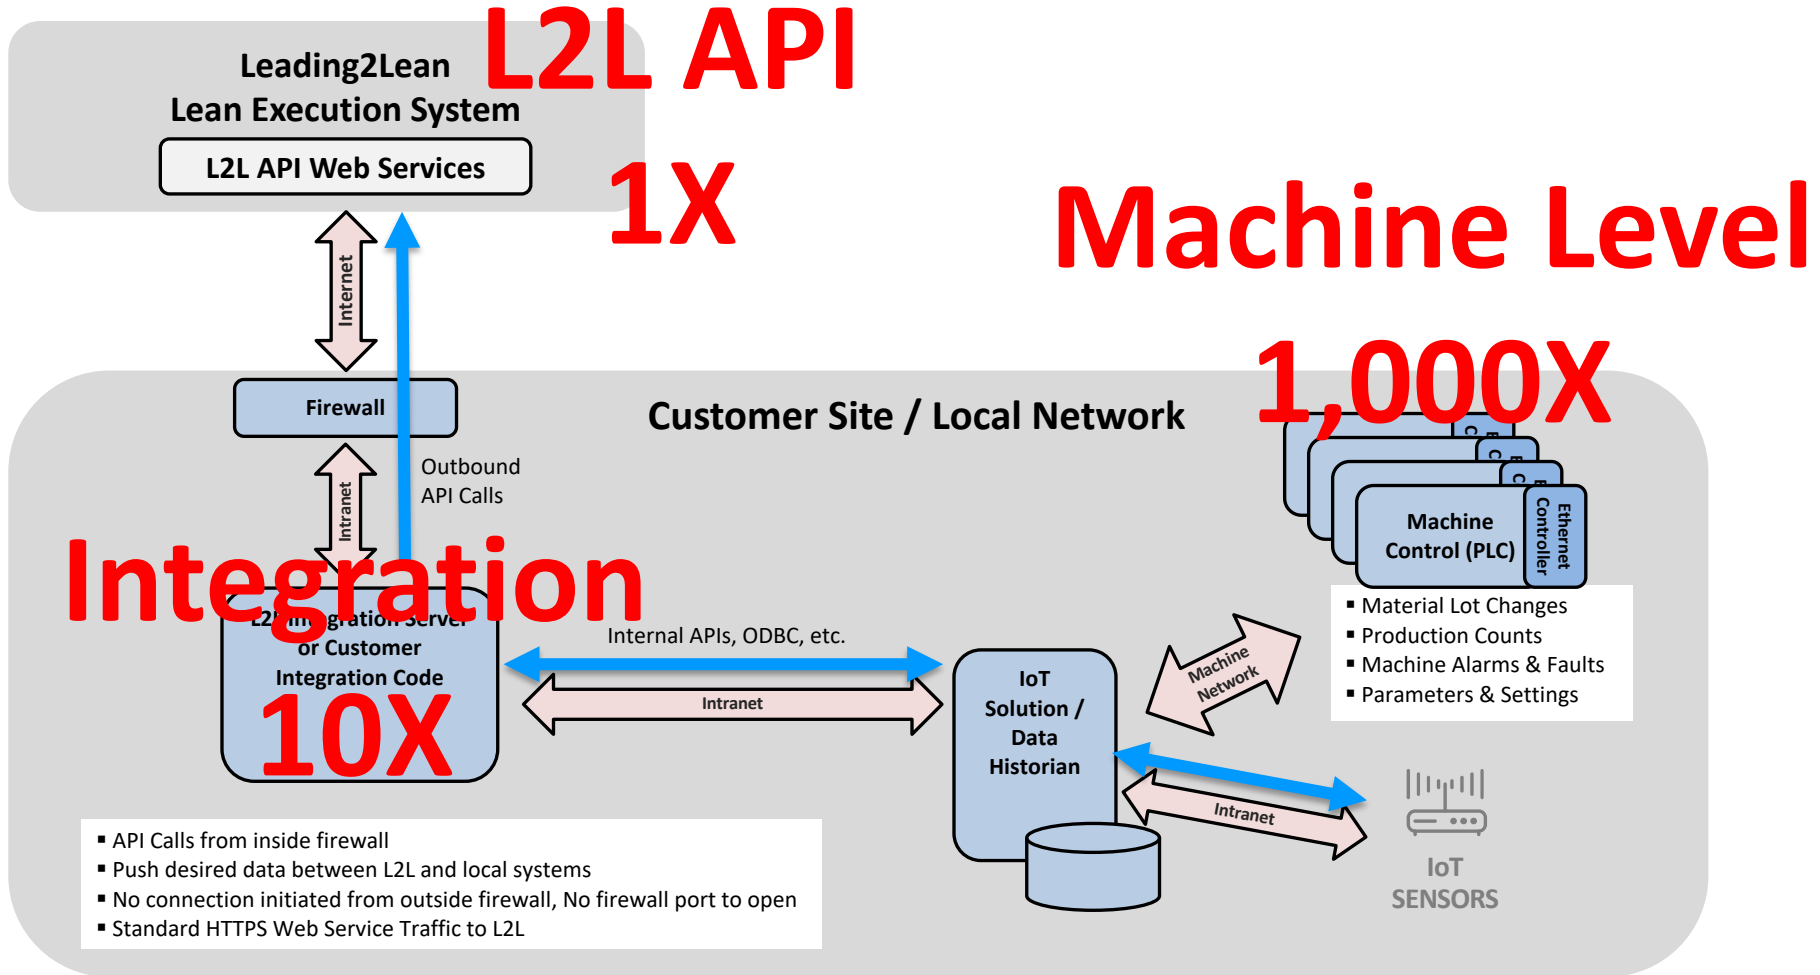 L2L API
1X
Leading2Lean
Lean Execution System
L2L API Web Services
Machine Level
1,000X
Internet
Firewall
Customer Site / Local Network
Outbound
API Calls
Intranet
Integration
10X
L2L Integration Server
or Customer
Integration Code
Internal APIs, ODBC, etc.
Intranet
IoT
Solution /
Data
Historian
Machine
Network
Machine
Control (PLC)
Ethernet
Controller
E
C
E
C
E
C
▪ Material Lot Changes
▪ Production Counts
▪ Machine Alarms & Faults
▪ Parameters & Settings
Intranet
IoT
SENSORS
▪ API Calls from inside firewall
▪ Push desired data between L2L and local systems
▪ No connection initiated from outside firewall, No firewall port to open
▪ Standard HTTPS Web Service Traffic to L2L